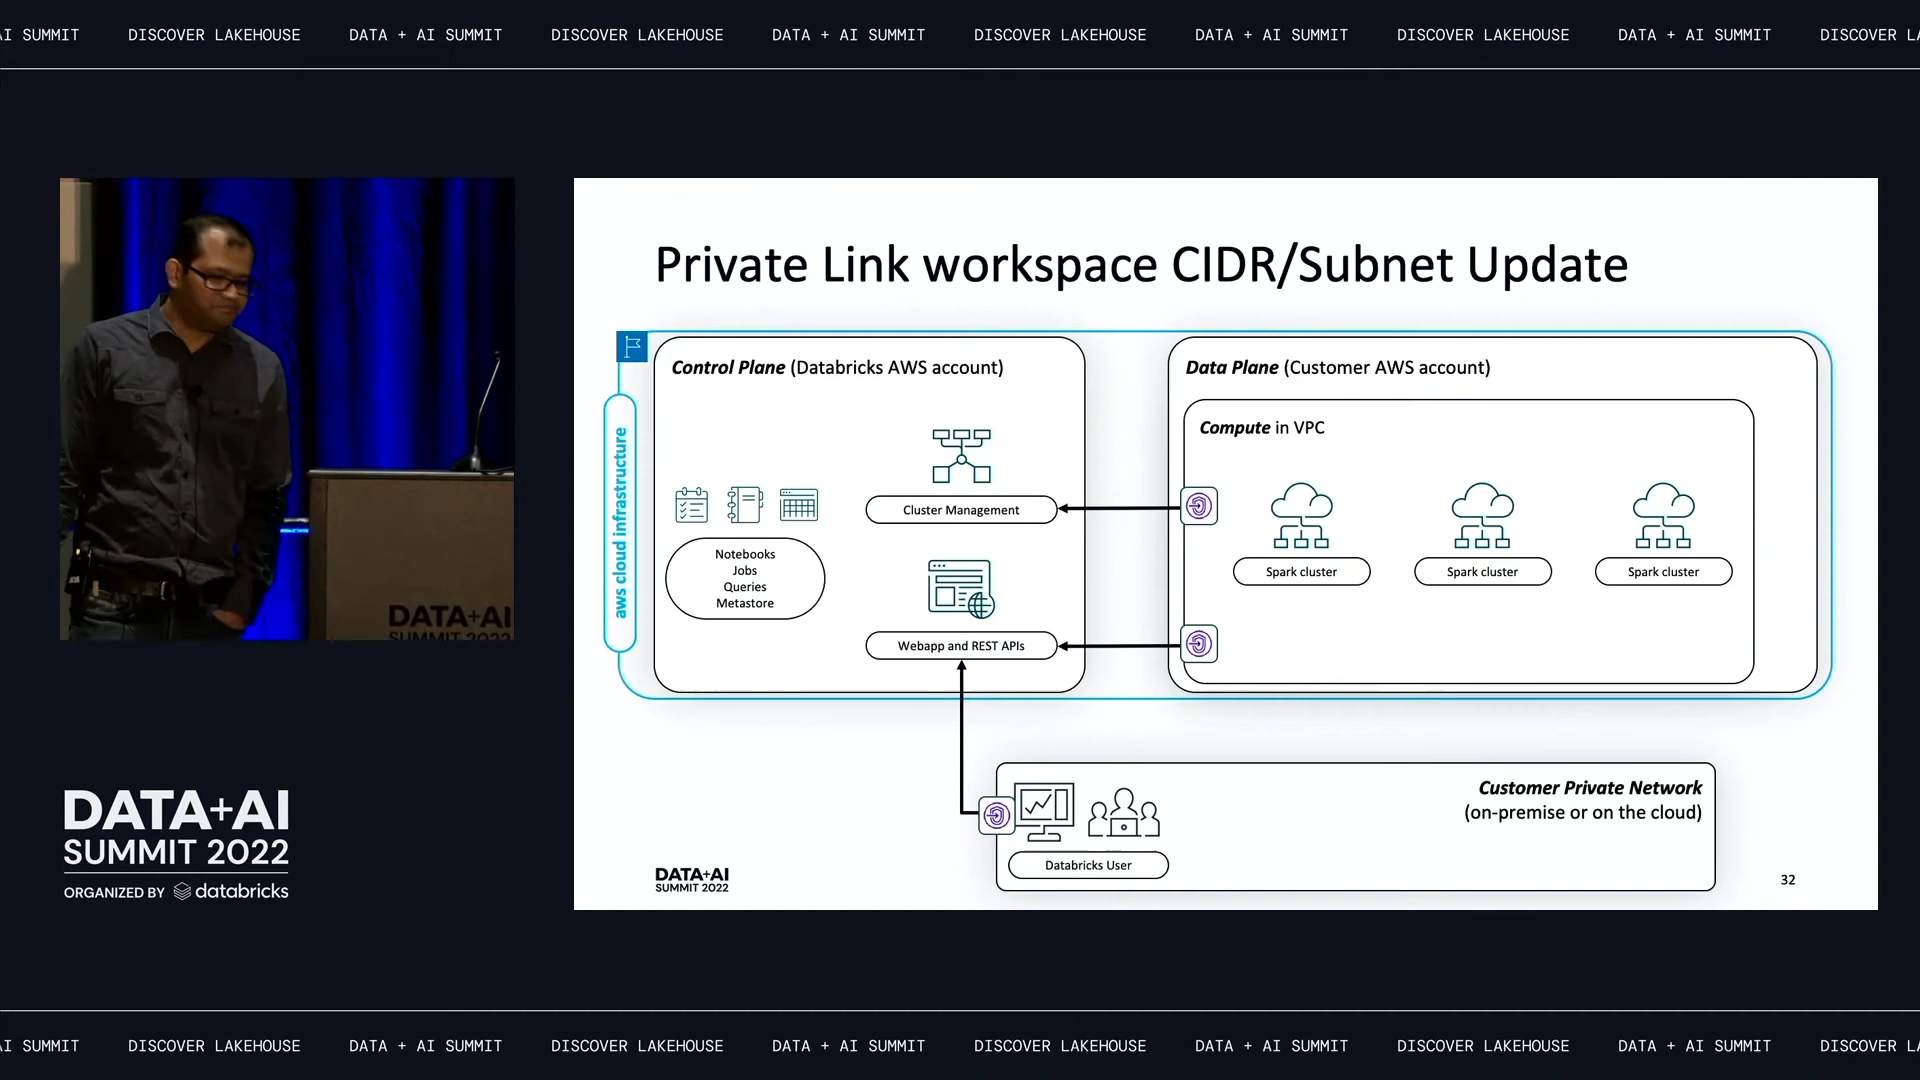 AI SUMMIT DISCOVER LAKEHOUSE DATA + AI SUMMIT DISCOVER LAKEHOUSE DATA + AI SUMMIT DISCOVER LAKEHOUSE DATA + AI SUMMIT DISCOVER LAKEHOUSE DATA + AI SUMMIT DISCOVER LA
DATA+AI
SUMMIT 2022
DATA+AI
SUMMIT 2022
ORGANIZED BY databricks
Private Link workspace CIDR/Subnet Update
aws cloud infrastructure
Control Plane (Databricks AWS account)
Notebooks
Jobs
Queries
Metastore
Cluster Management
Webapp and REST APIs
Data Plane (Customer AWS account)
Compute in VPC
Spark cluster
Spark cluster
Spark cluster
Customer Private Network
(on-premise or on the cloud)
Databricks User
DATA+AI
SUMMIT 2022
32
AI SUMMIT DISCOVER LAKEHOUSE DATA + AI SUMMIT DISCOVER LAKEHOUSE DATA + AI SUMMIT DISCOVER LAKEHOUSE DATA + AI SUMMIT DISCOVER LAKEHOUSE DATA + AI SUMMIT DISCOVER LA